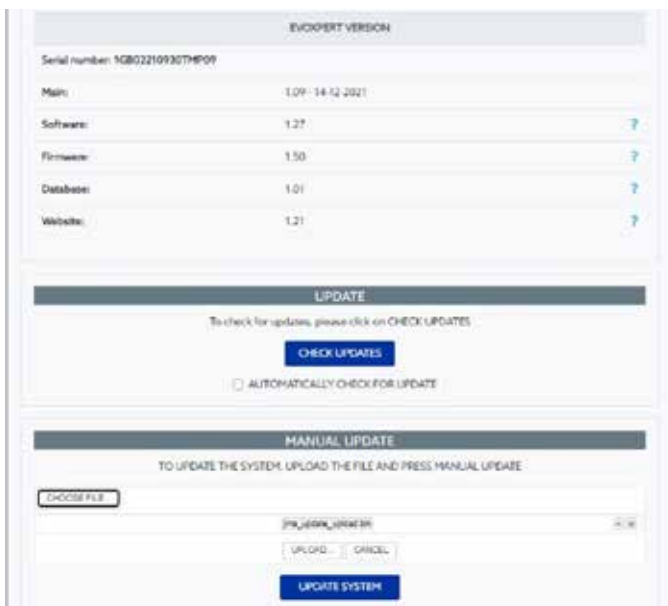 EVOXPERT VERSION
Serial number: 1GB02210930TMP09
Main: 1.09 - 14-12-2021
Software: 1.27 ?
Firmware: 1.50 ?
Database: 1.01 ?
Website: 1.21 ?
UPDATE
To check for updates, please click on CHECK UPDATES
CHECK UPDATES
AUTOMATICALLY CHECK FOR UPDATE
MANUAL UPDATE
TO UPDATE THE SYSTEM, UPLOAD THE FILE AND PRESS MANUAL UPDATE
CHOOSE FILE
UPLOAD... CANCEL
UPDATE SYSTEM